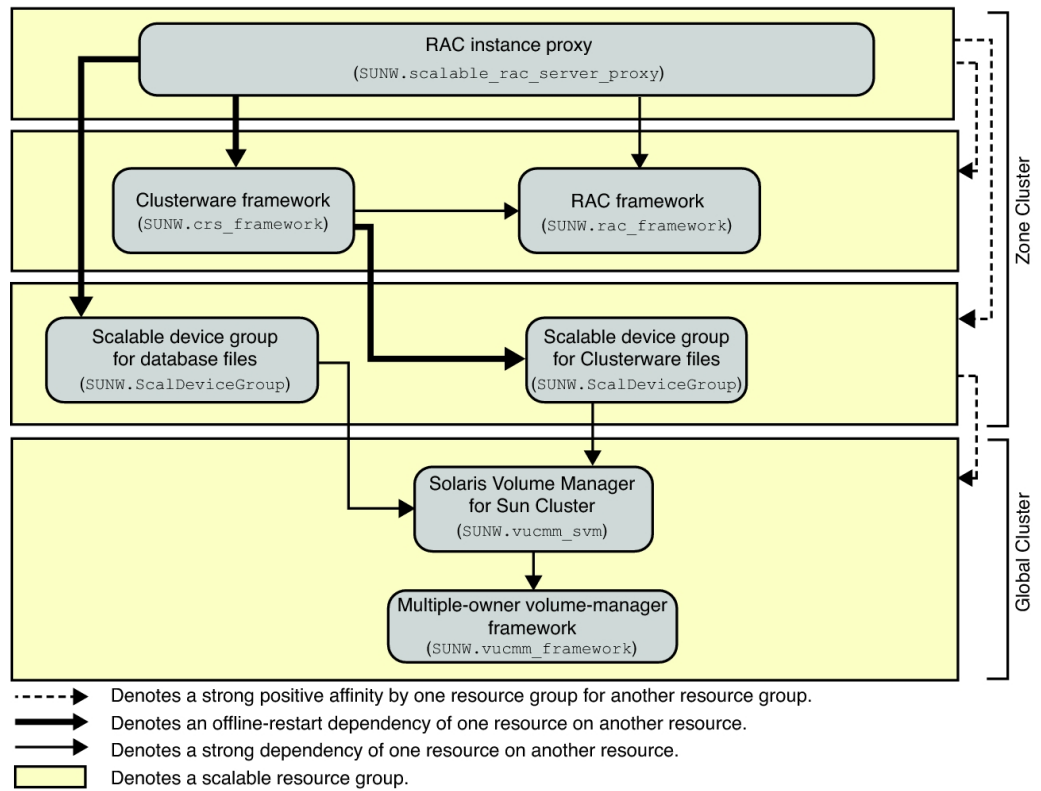 RAC instance proxy
(SUNW.scalable_rac_server_proxy)
Clusterware framework
(SUNW.crs_framework)
RAC framework
(SUNW.rac_framework)
Zone Cluster
Scalable device group
for database files
(SUNW.ScalDeviceGroup)
Scalable device group
for Clusterware files
(SUNW.ScalDeviceGroup)
Solaris Volume Manager
for Sun Cluster
(SUNW.vucmm_svm)
Multiple-owner volume-manager
framework
(SUNW.vucmm_framework)
Global Cluster
Denotes a strong positive affinity by one resource group for another resource group.
Denotes an offline-restart dependency of one resource on another resource.
Denotes a strong dependency of one resource on another resource.
Denotes a scalable resource group.